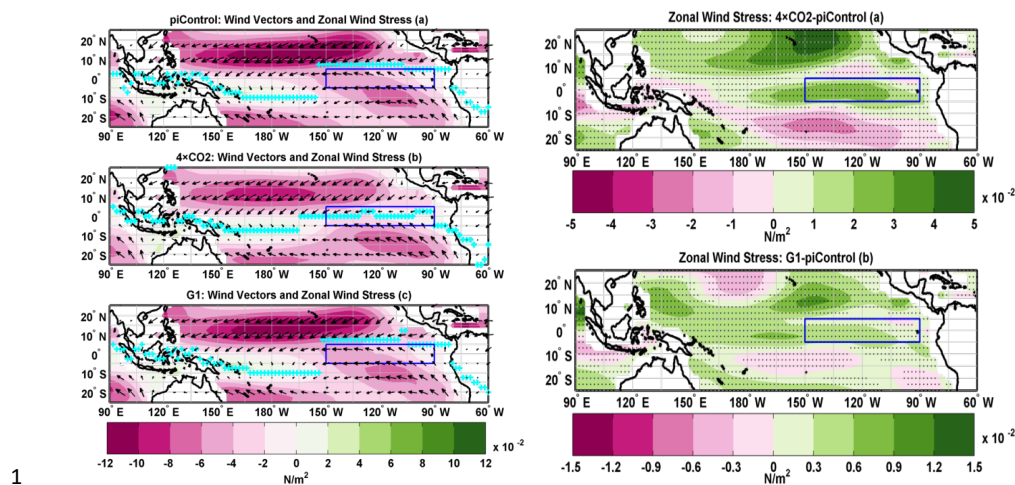 piControl: Wind Vectors and Zonal Wind Stress (a)
20° N
10° N
0°
10° S
20° S
90° E 120° E 150° E 180° E 150° W 120° W 90° W 60° W
4×CO2: Wind Vectors and Zonal Wind Stress (b)
20° N
10° N
0°
10° S
20° S
90° E 120° E 150° E 180° E 150° W 120° W 90° W 60° W
G1: Wind Vectors and Zonal Wind Stress (c)
20° N
10° N
0°
10° S
20° S
90° E 120° E 150° E 180° E 150° W 120° W 90° W 60° W
x 10 -2
-12 -10 -8 -6 -4 -2 0 2 4 6 8 10 12
N/m2
Zonal Wind Stress: 4×CO2-piControl (a)
20° N
10° N
0°
10° S
20° S
90° E 120° E 150° E 180° E 150° W 120° W 90° W 60° W
x 10 -2
-5 -4 -3 -2 -1 0 1 2 3 4 5
N/m2
Zonal Wind Stress: G1-piControl (b)
20° N
10° N
0°
10° S
20° S
90° E 120° E 150° E 180° E 150° W 120° W 90° W 60° W
x 10 -2
-1.5 -1.2 -0.9 -0.6 -0.3 0 0.3 0.6 0.9 1.2 1.5
N/m2
1